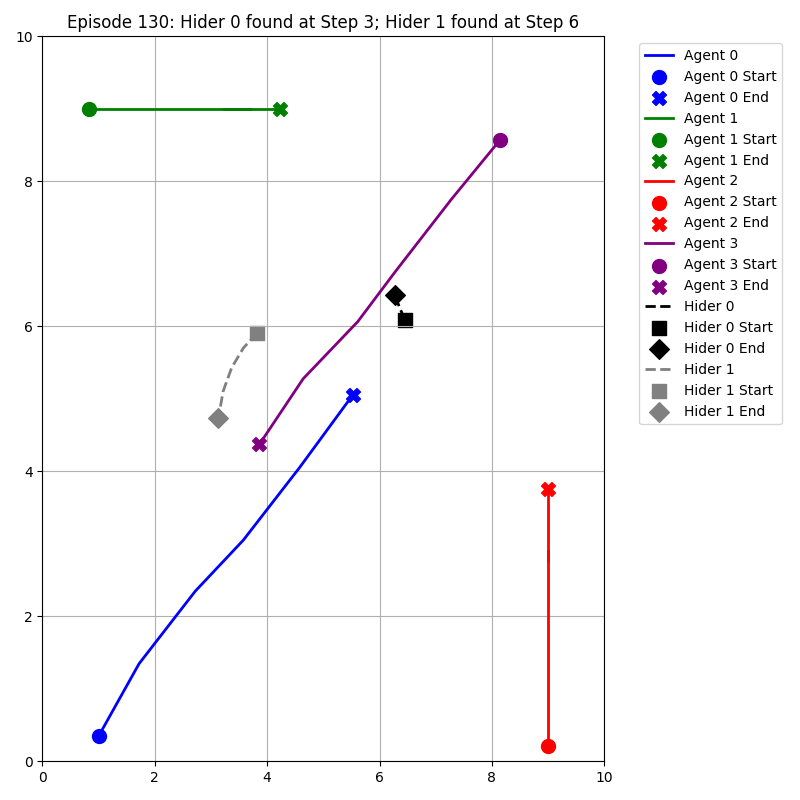 Episode 130: Hider 0 found at Step 3; Hider 1 found at Step 6
10
8
6
4
2
0
0 2 4 6 8 10
Agent 0
Agent 0 Start
Agent 0 End
Agent 1
Agent 1 Start
Agent 1 End
Agent 2
Agent 2 Start
Agent 2 End
Agent 3
Agent 3 Start
Agent 3 End
Hider 0
Hider 0 Start
Hider 0 End
Hider 1
Hider 1 Start
Hider 1 End